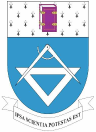 IPSA SCIENTIA POTESTAS EST